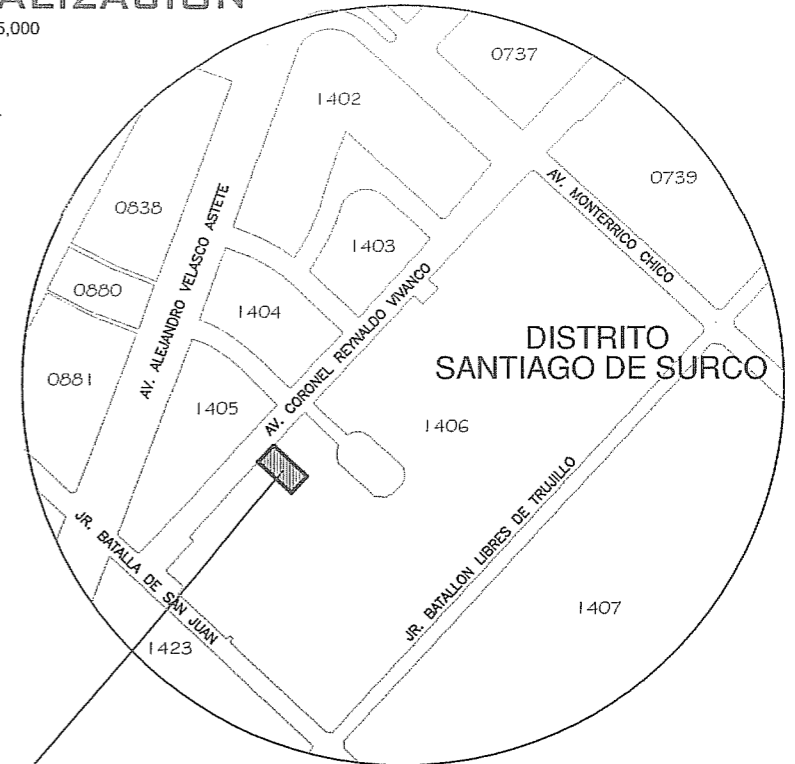 5,000
0737
1402
0739
0838
AV. MONTERRICO CHICO
AV. ALEJANDRO VELASCO ASTETE
1403
0880
1404
AV. CORONEL REYNALDO VIVANCO
DISTRITO
SANTIAGO DE SURCO
0881
1405
1406
JR. BATALLA DE SAN JUAN
JR. BATALLON LIBRES DE TRUJILLO
1407
1423